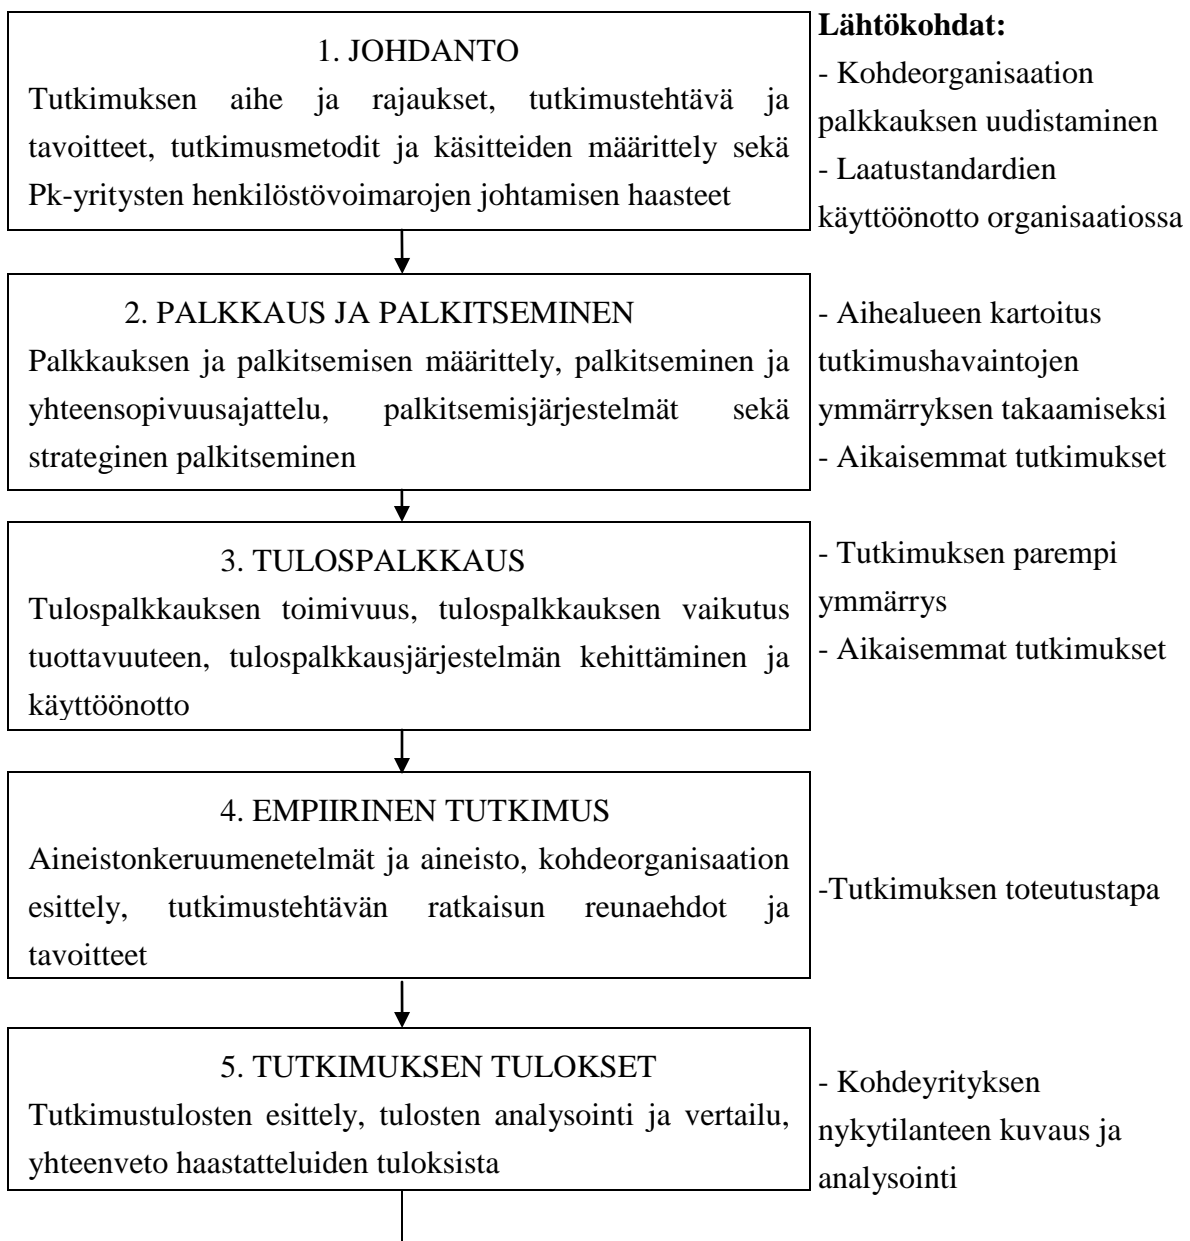 1. JOHDANTO
Tutkimuksen aihe ja rajaukset, tutkimustehtävä ja
tavoitteet, tutkimusmetodit ja käsitteiden määrittely sekä
Pk-yritysten henkilöstövoimarojen johtamisen haasteet
Lähtökohdat:
- Kohdeorganisaation
palkkauksen uudistaminen
- Laatustandardien
käyttöönotto organisaatiossa
2. PALKKAUS JA PALKITSEMINEN
Palkkauksen ja palkitsemisen määrittely, palkitseminen ja
yhteensopivuusajattelu, palkitsemisjärjestelmät sekä
strateginen palkitseminen
- Aihealueen kartoitus
tutkimushavaintojen
ymmärryksen takaamiseksi
- Aikaisemmat tutkimukset
3. TULOSPALKKAUS
Tulospalkkauksen toimivuus, tulospalkkauksen vaikutus
tuottavuuteen, tulospalkkausjärjestelmän kehittäminen ja
käyttöönotto
- Tutkimuksen parempi
ymmärrys
- Aikaisemmat tutkimukset
4. EMPIIRINEN TUTKIMUS
Aineistonkeruumenetelmät ja aineisto, kohdeorganisaation
esittely, tutkimustehtävän ratkaisun reunaehdot ja
tavoitteet
-Tutkimuksen toteutustapa
5. TUTKIMUKSEN TULOKSET
Tutkimustulosten esittely, tulosten analysointi ja vertailu,
yhteenveto haastatteluiden tuloksista
- Kohdeyrityksen
nykytilanteen kuvaus ja
analysointi